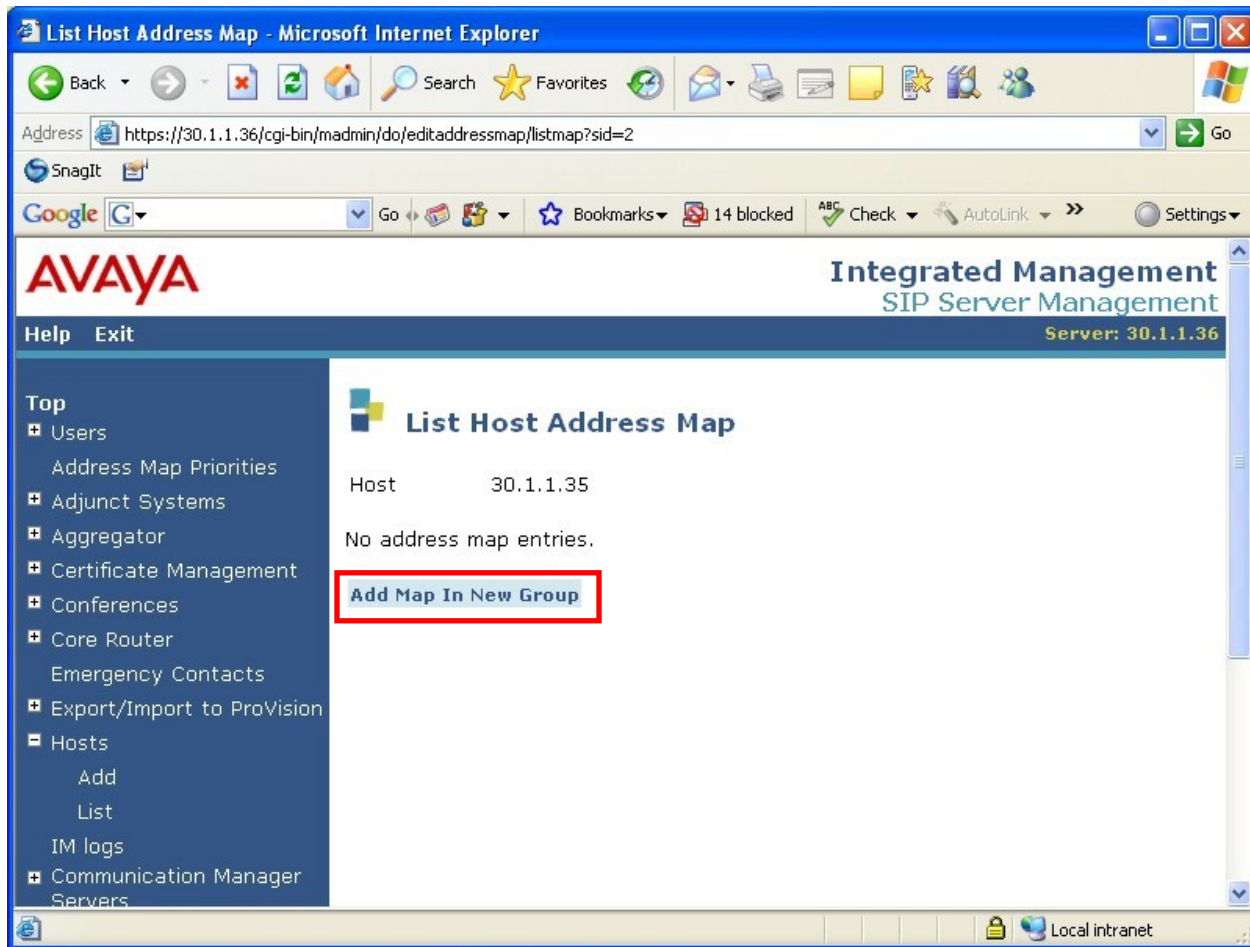 List Host Address Map - Microsoft Internet Explorer
Back Search Favorites
Address https://30.1.1.36/cgi-bin/madmin/do/editaddressmap/listmap?sid=2 Go
SnagIt
Google G Go Bookmarks 14 blocked ABC Check AutoLink >> Settings
AVAYA
Integrated Management
SIP Server Management
Help Exit
Server: 30.1.1.36
Top
Users
Address Map Priorities
Adjunct Systems
Aggregator
Certificate Management
Conferences
Core Router
Emergency Contacts
Export/Import to ProVision
Hosts
Add
List
IM logs
Communication Manager
Servers
List Host Address Map
Host 30.1.1.35
No address map entries.
Add Map In New Group
Local intranet